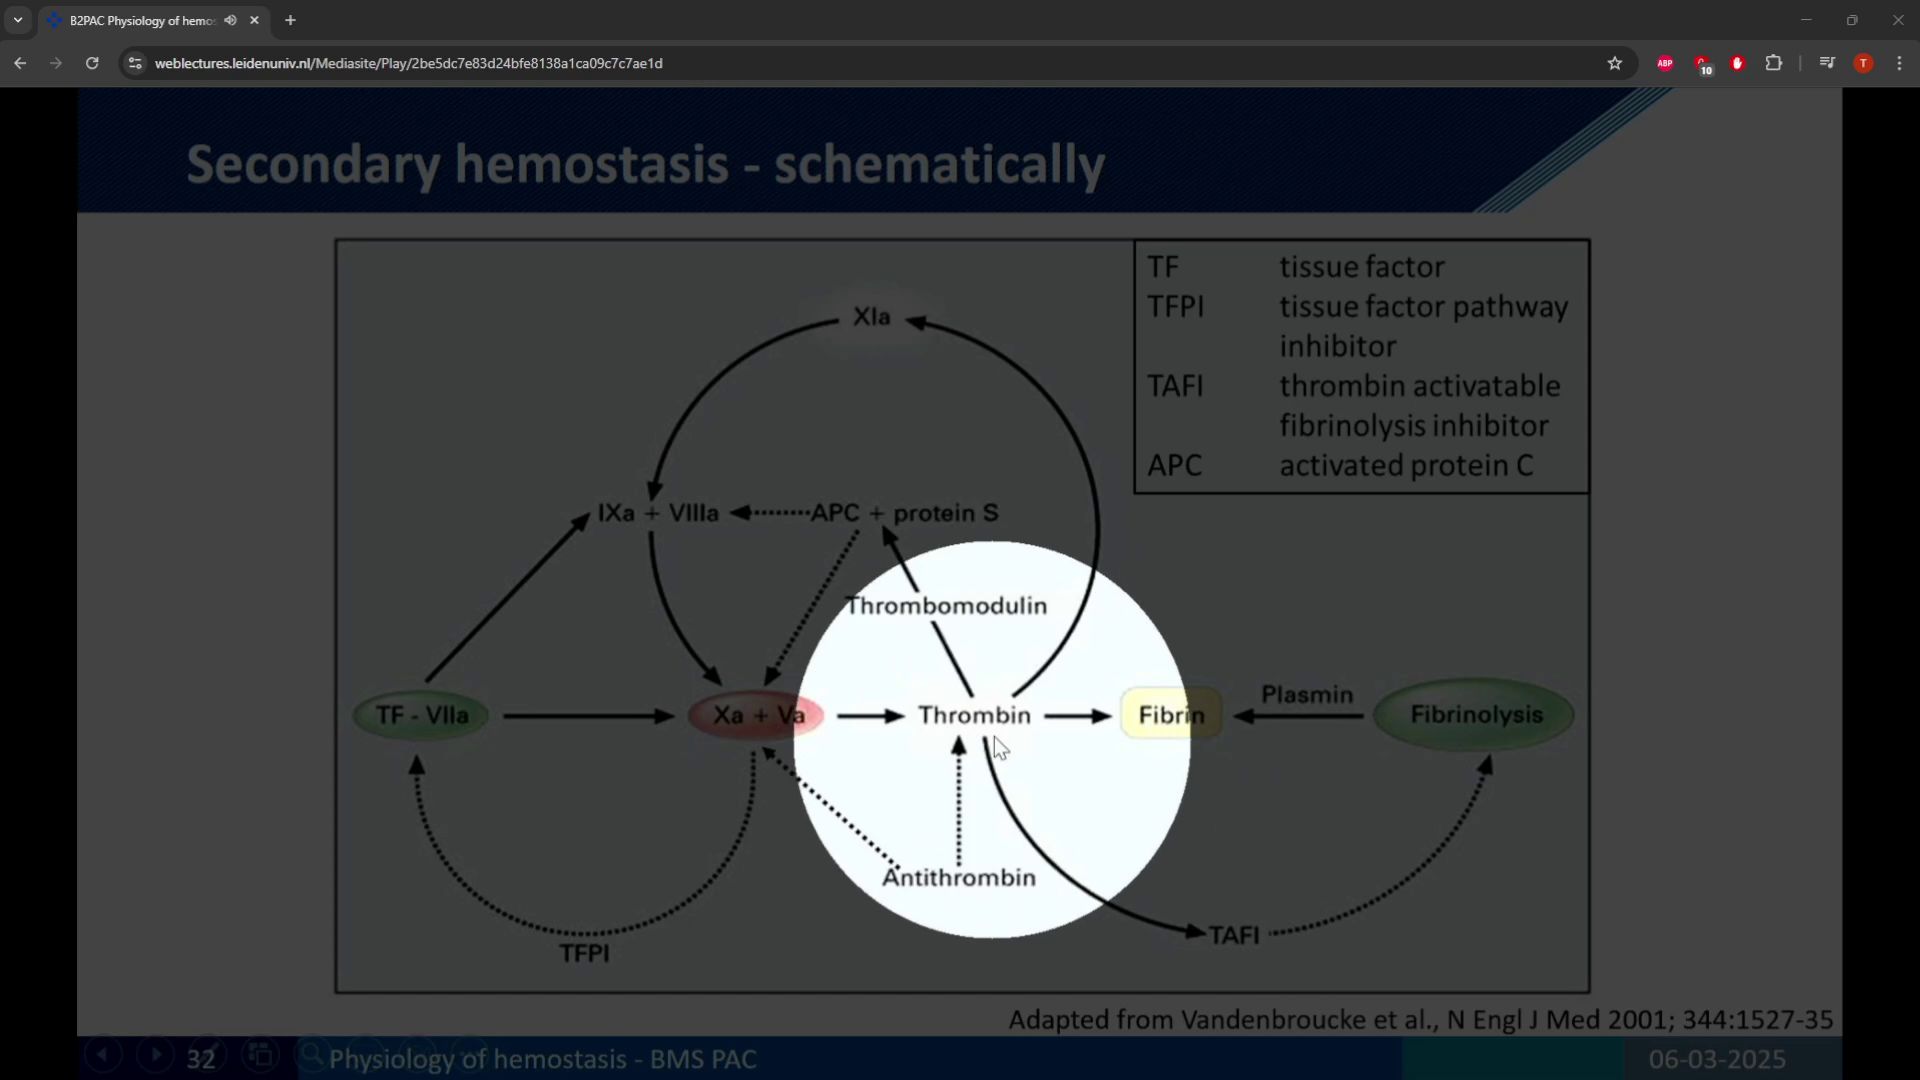 B2PAC Physiology of hemos
weblectures.leidenuniv.nl/Mediasite/Play/2be5dc7e83d24bfe8138a1ca09c7c7ae1d
ABP
10
T
Secondary hemostasis - schematically
TF tissue factor
TFPI tissue factor pathway
inhibitor
TAFI thrombin activatable
fibrinolysis inhibitor
APC activated protein C
XIa
IXa + VIIIa
APC + protein S
Thrombomodulin
TF - VIIa
Xa + Va
Thrombin
Fibrin
Plasmin
Fibrinolysis
Antithrombin
TFPI
TAFI
Adapted from Vandenbroucke et al., N Engl J Med 2001; 344:1527-35
32
Physiology of hemostasis - BMS PAC
06-03-2025